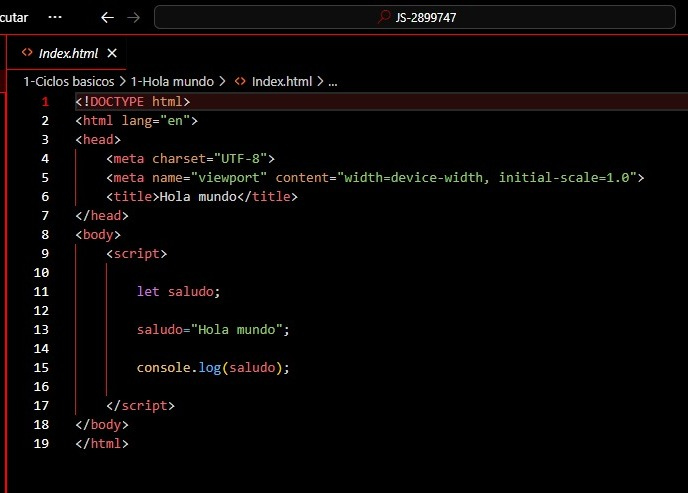 cutar ··· ← → JS-2899747
<> Index.html ×
1-Ciclos basicos > 1-Hola mundo > <> Index.html > ...
1 <!DOCTYPE html>
2 <html lang="en">
3 <head>
4     <meta charset="UTF-8">
5     <meta name="viewport" content="width=device-width, initial-scale=1.0">
6     <title>Hola mundo</title>
7 </head>
8 <body>
9     <script>
10
11         let saludo;
12
13         saludo="Hola mundo";
14
15         console.log(saludo);
16
17     </script>
18 </body>
19 </html>